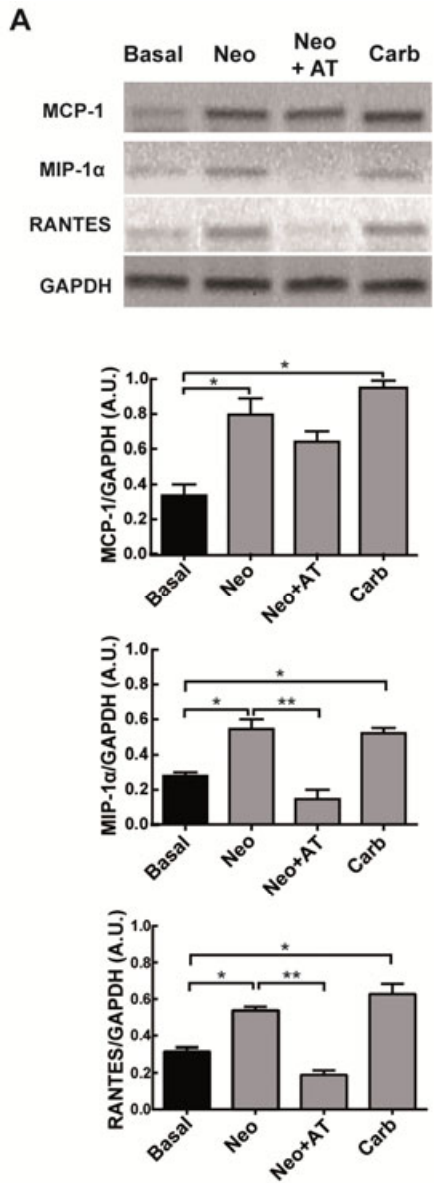 A
Basal Neo Neo + AT Carb
MCP-1
MIP-1α
RANTES
GAPDH
MCP-1/GAPDH (A.U.)
1.0
0.8
0.6
0.4
0.2
0.0
*
*
Basal Neo Neo+AT Carb
MIP-1α/GAPDH (A.U.)
1.0
0.8
0.6
0.4
0.2
0.0
*
* **
Basal Neo Neo+AT Carb
RANTES/GAPDH (A.U.)
1.0
0.8
0.6
0.4
0.2
0.0
*
* **
Basal Neo Neo+AT Carb